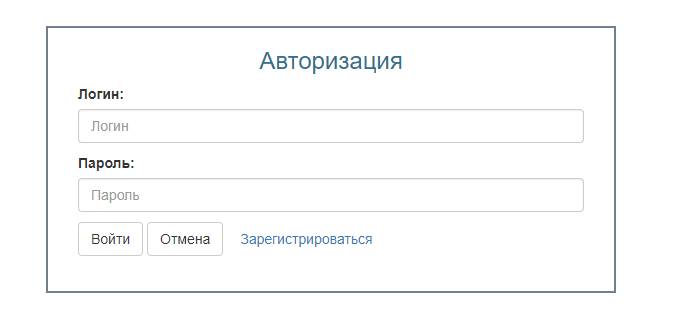 Авторизация
Логин:
Логин
Пароль:
Пароль
Войти Отмена Зарегистрироваться